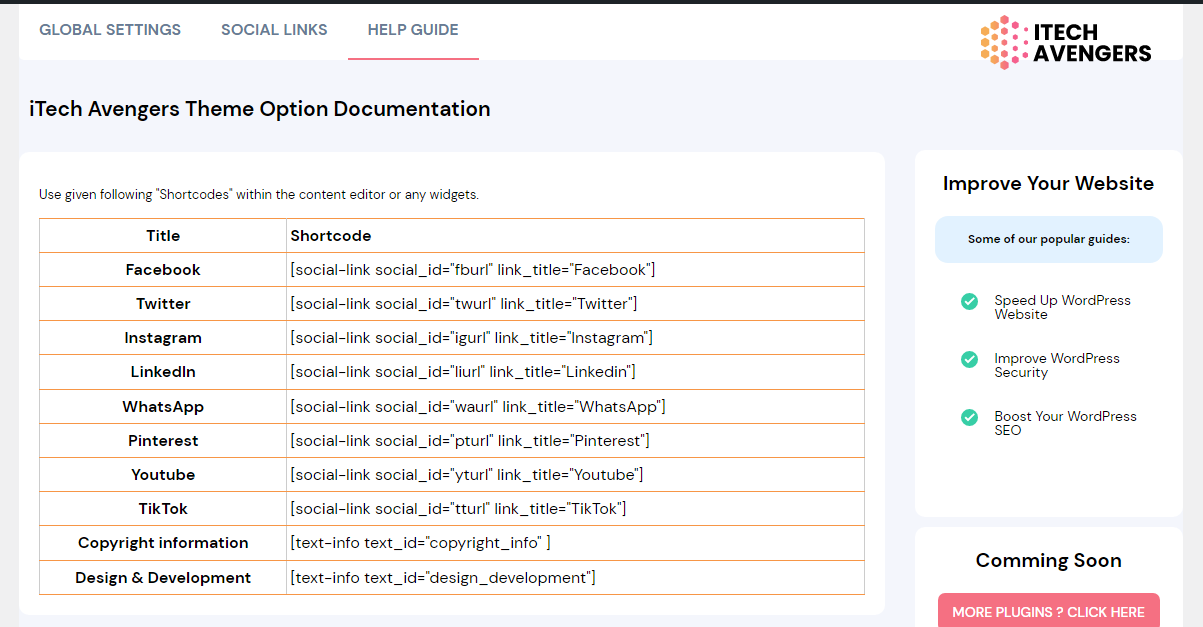 GLOBAL SETTINGS SOCIAL LINKS HELP GUIDE
ITECH
AVENGERS
iTech Avengers Theme Option Documentation
Use given following "Shortcodes" within the content editor or any widgets.
Title Shortcode
Facebook [social-link social_id="fburl" link_title="Facebook"]
Twitter [social-link social_id="twurl" link_title="Twitter"]
Instagram [social-link social_id="igurl" link_title="Instagram"]
LinkedIn [social-link social_id="liurl" link_title="Linkedin"]
WhatsApp [social-link social_id="waurl" link_title="WhatsApp"]
Pinterest [social-link social_id="pturl" link_title="Pinterest"]
Youtube [social-link social_id="yturl" link_title="Youtube"]
TikTok [social-link social_id="tturl" link_title="TikTok"]
Copyright information [text-info text_id="copyright_info" ]
Design & Development [text-info text_id="design_development"]
Improve Your Website
Some of our popular guides:
Speed Up WordPress
Website
Improve WordPress
Security
Boost Your WordPress
SEO
Comming Soon
MORE PLUGINS ? CLICK HERE